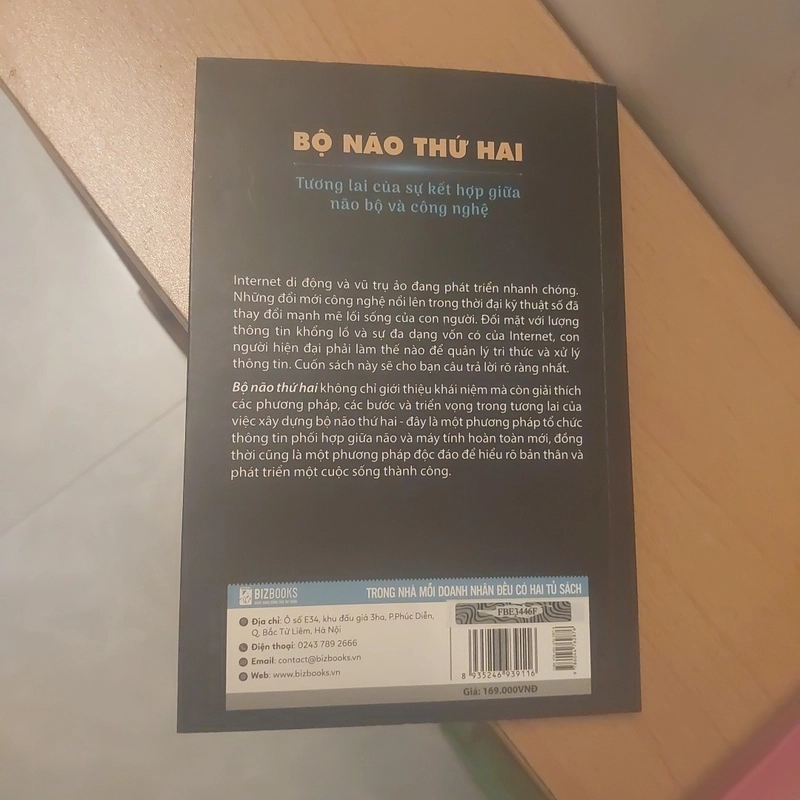 BỘ NÃO THỨ HAI
Tương lai của sự kết hợp giữa
não bộ và công nghệ
Internet di động và vũ trụ ảo đang phát triển nhanh chóng.
Những đổi mới công nghệ nổi lên trong thời đại kỹ thuật số đã
thay đổi mạnh mẽ lối sống của con người. Đối mặt với lượng
thông tin khổng lồ và sự đa dạng vốn có của Internet, con
người hiện đại phải làm thế nào để quản lý tri thức và xử lý
thông tin. Cuốn sách này sẽ cho bạn câu trả lời rõ ràng nhất.
Bộ não thứ hai không chỉ giới thiệu khái niệm mà còn giải thích
các phương pháp, các bước và triển vọng trong tương lai của
việc xây dựng bộ não thứ hai - đây là một phương pháp tổ chức
thông tin phối hợp giữa não và máy tính hoàn toàn mới, đồng
thời cũng là một phương pháp độc đáo để hiểu rõ bản thân và
phát triển một cuộc sống thành công.
BIZBOOKS
TRONG NHÀ MỖI DOANH NHÂN ĐỀU CÓ HAI TỦ SÁCH
Địa chỉ: Ô số E34, khu đấu giá 3ha, P.Phúc Diễn,
Q, Bắc Từ Liêm, Hà Nội
Điện thoại: 0243 789 2666
Email: contact@bizbooks.vn
Web: www.bizbooks.vn
FBE3446F
8 935246 939116
Giá: 169.000VNĐ